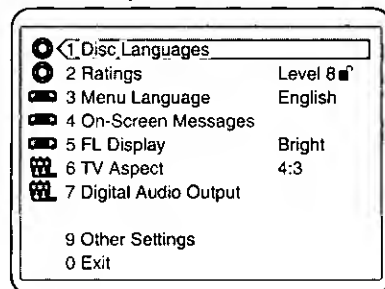 1 Disc Languages
2 Ratings Level 8
3 Menu Language English
4 On-Screen Messages
5 FL Display Bright
6 TV Aspect 4:3
7 Digital Audio Output
9 Other Settings
0 Exit